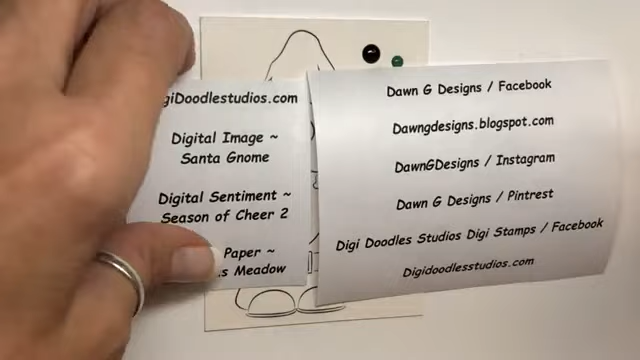 giDoodlestudios.com
Digital Image ~
Santa Gnome
Digital Sentiment ~
Season of Cheer 2
Paper ~
s Meadow
Dawn G Designs / Facebook
Dawngdesigns.blogspot.com
DawnGDesigns / Instagram
Dawn G Designs / Pintrest
Digi Doodles Studios Digi Stamps / Facebook
Digidoodlesstudios.com